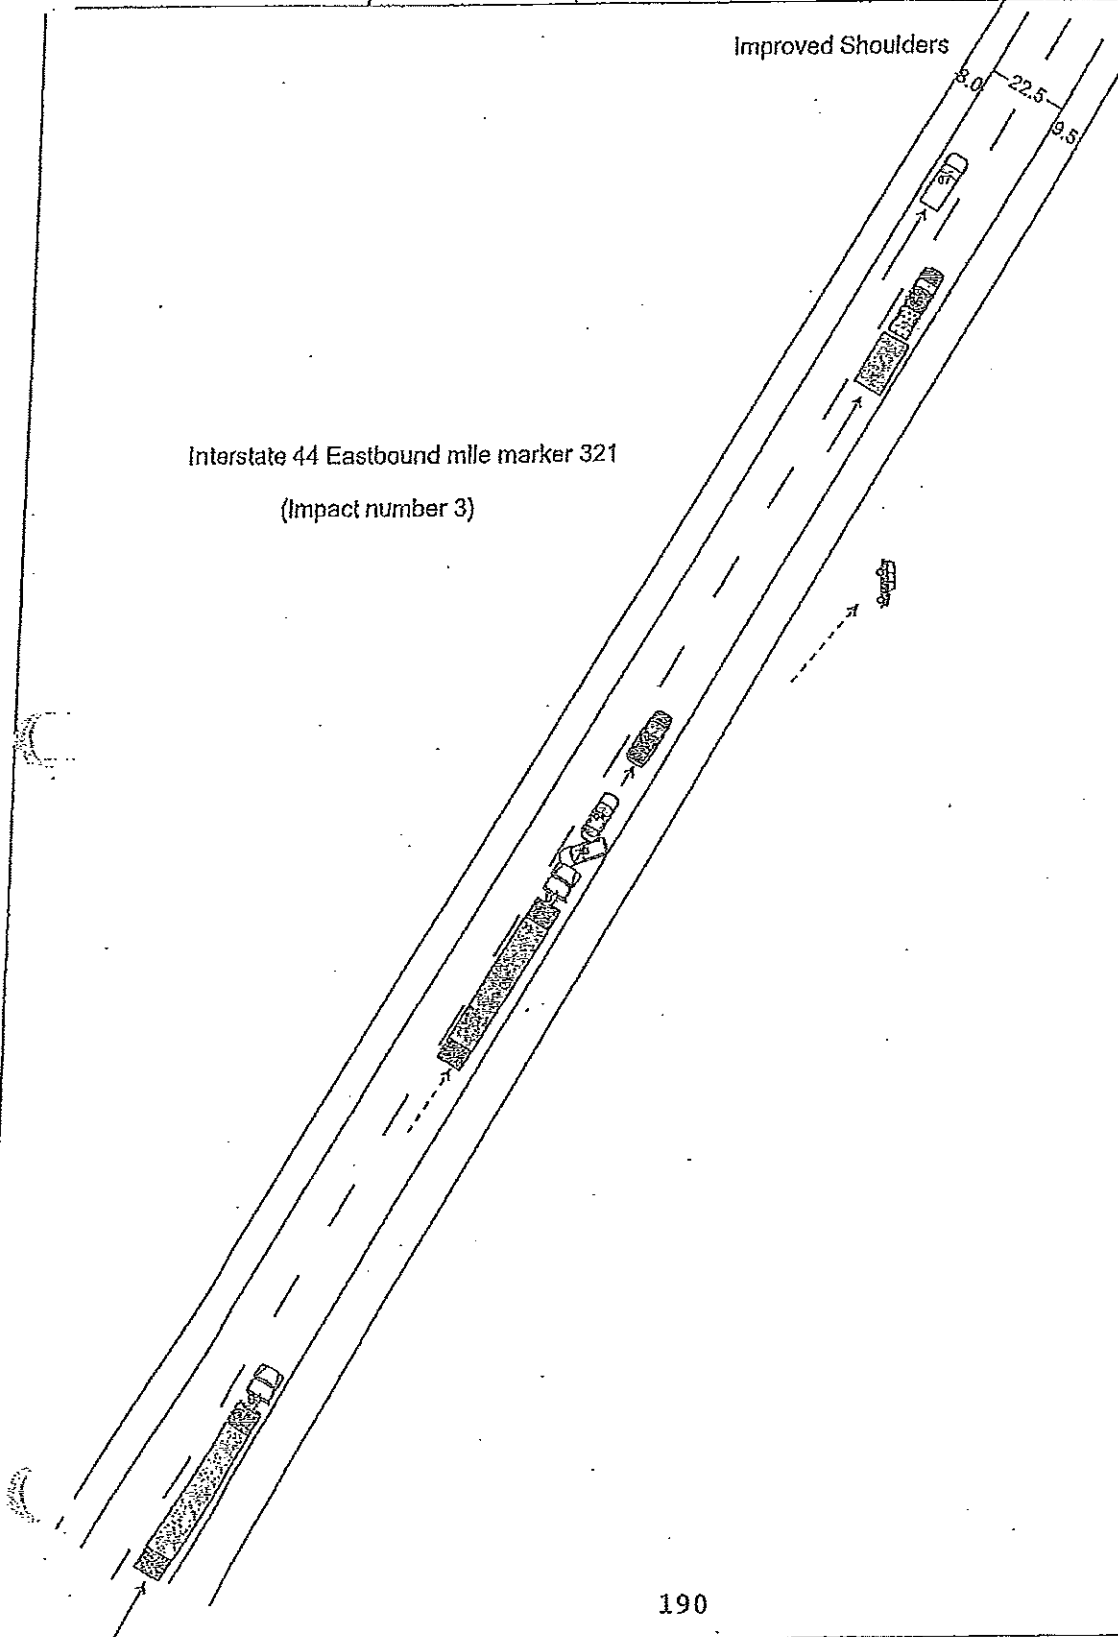 Improved Shoulders
8.0
22.5
9.5
Interstate 44 Eastbound mile marker 321
(Impact number 3)
190